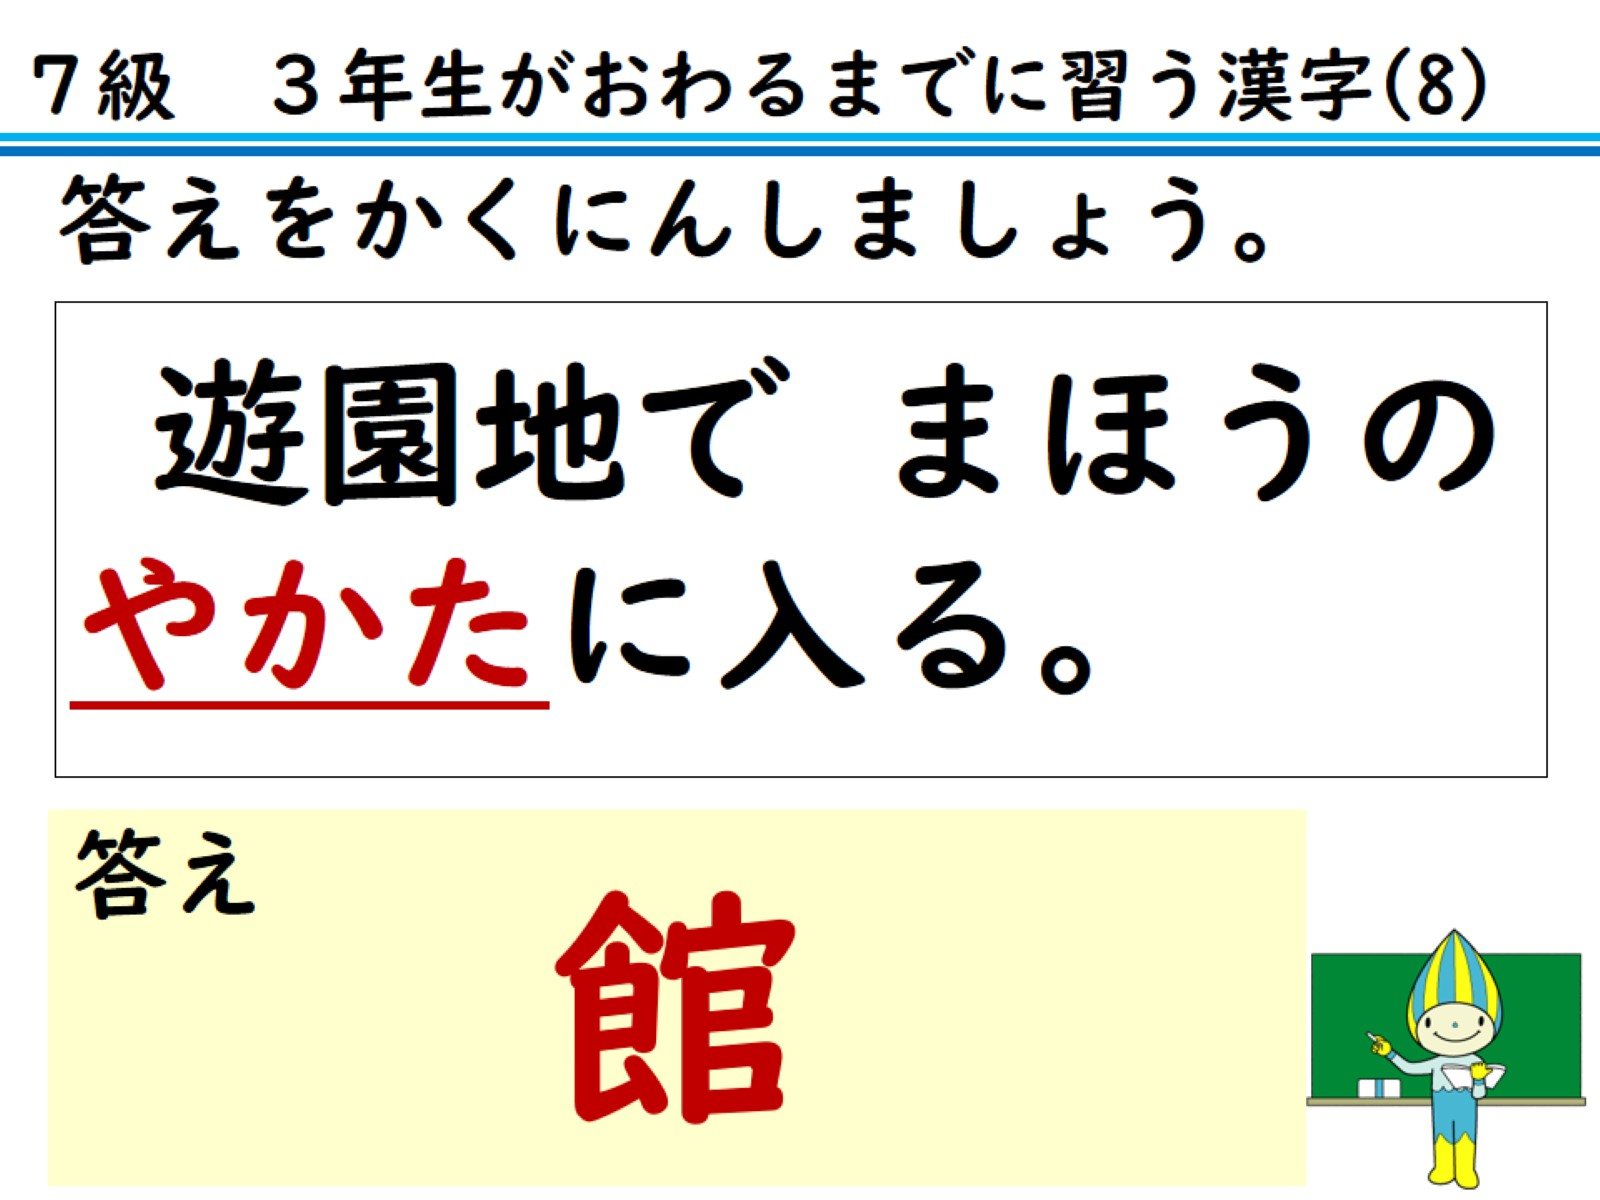 ７級　３年生がおわるまでに習う漢字(8)
答えをかくにんしましょう。
遊園地で まほうの
やかたに入る。
答え
館